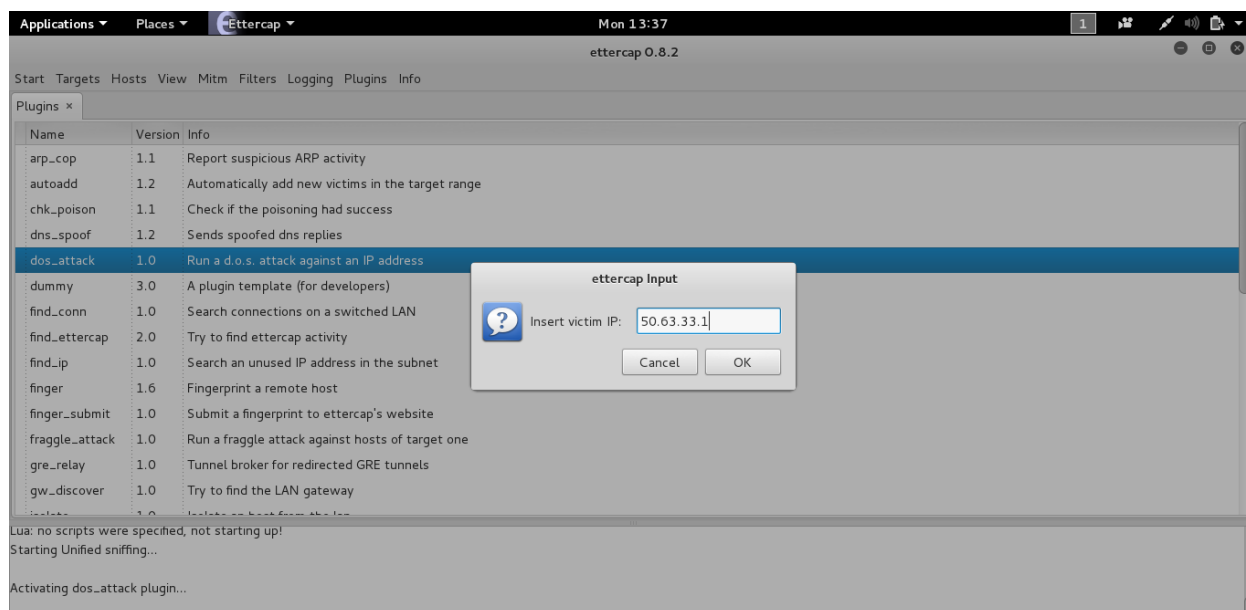 Applications Places Ettercap Mon 13:37 1
ettercap 0.8.2
Start Targets Hosts View Mitm Filters Logging Plugins Info
Plugins ×
Name Version Info
arp_cop 1.1 Report suspicious ARP activity
autoadd 1.2 Automatically add new victims in the target range
chk_poison 1.1 Check if the poisoning had success
dns_spoof 1.2 Sends spoofed dns replies
dos_attack 1.0 Run a d.o.s. attack against an IP address
dummy 3.0 A plugin template (for developers)
find_conn 1.0 Search connections on a switched LAN
find_ettercap 2.0 Try to find ettercap activity
find_ip 1.0 Search an unused IP address in the subnet
finger 1.6 Fingerprint a remote host
finger_submit 1.0 Submit a fingerprint to ettercap's website
fraggle_attack 1.0 Run a fraggle attack against hosts of target one
gre_relay 1.0 Tunnel broker for redirected GRE tunnels
gw_discover 1.0 Try to find the LAN gateway
ettercap Input
Insert victim IP: 50.63.33.1
Cancel OK
Lua: no scripts were specified, not starting up!
Starting Unified sniffing...
Activating dos_attack plugin...